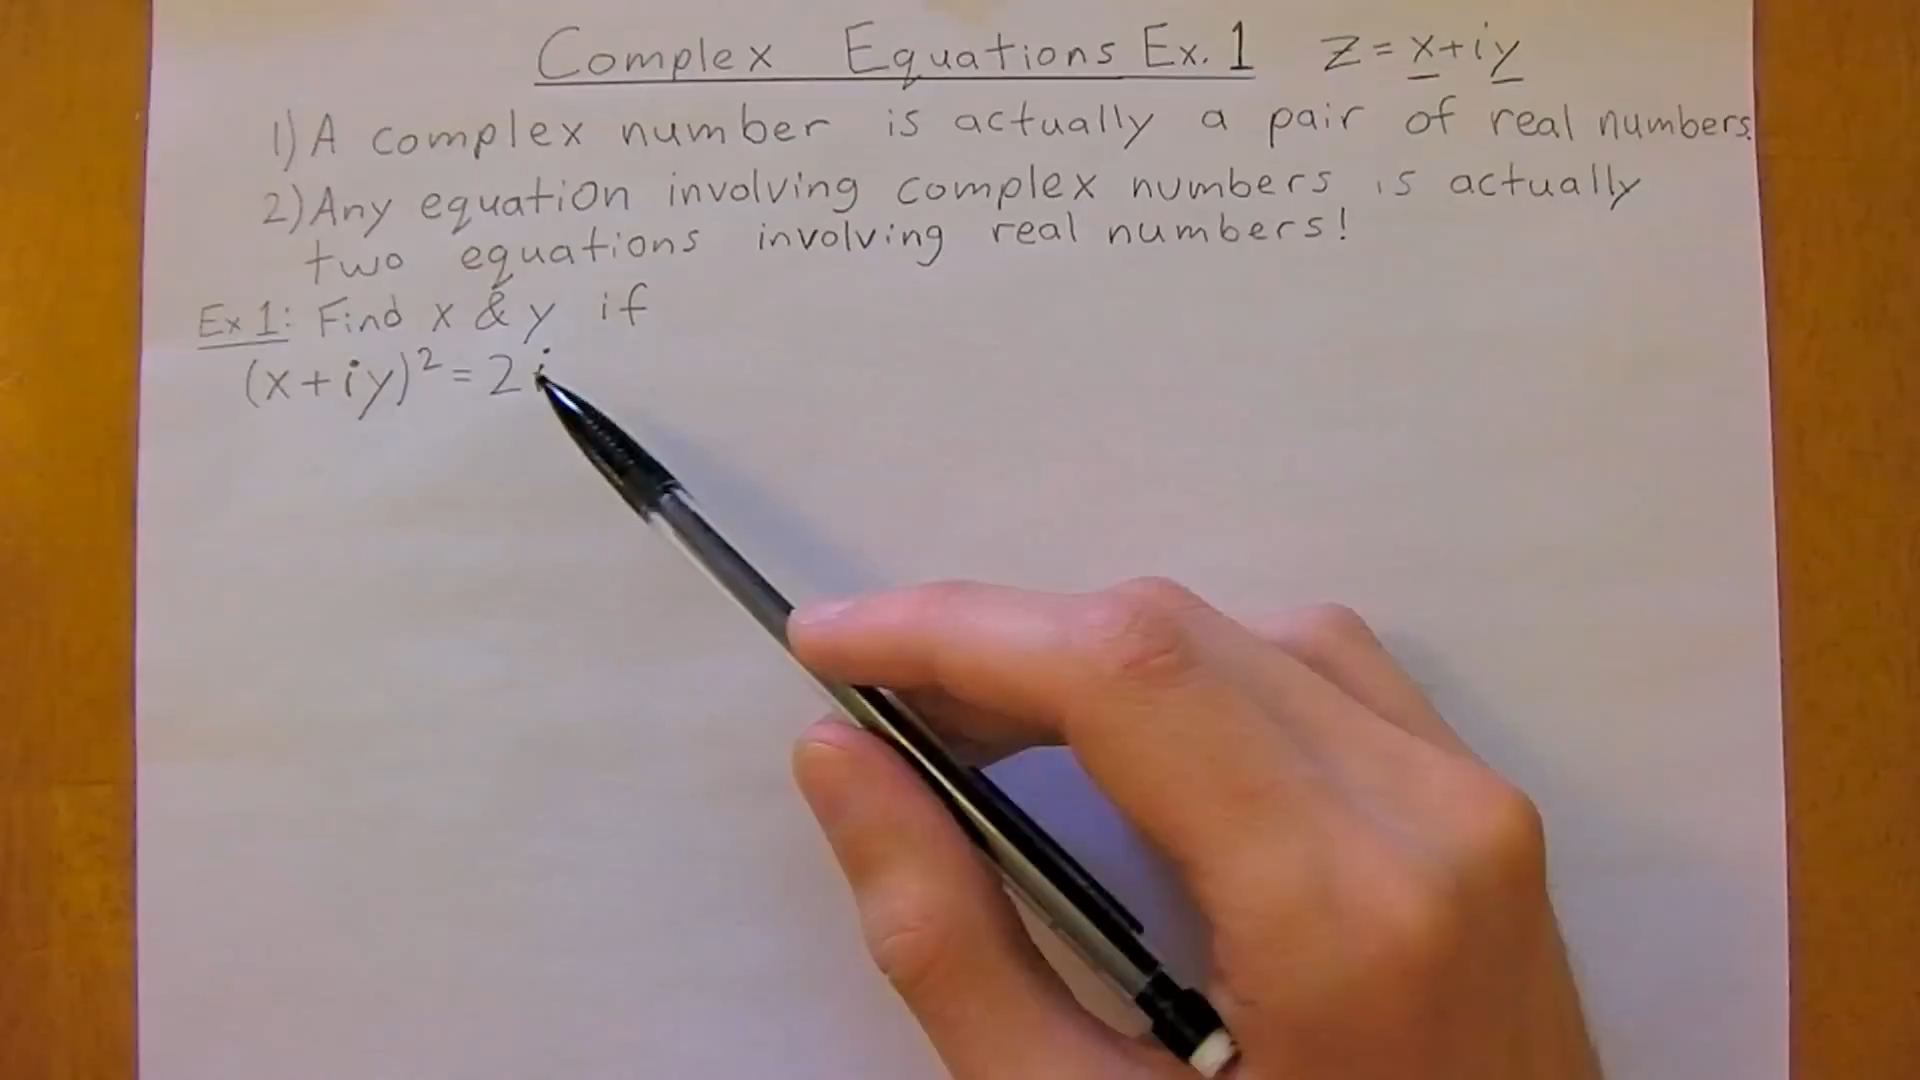 Complex Equations Ex. 1 z = x+iy
1) A complex number is actually a pair of real numbers.
2) Any equation involving complex numbers is actually
two equations involving real numbers!
Ex 1: Find x & y if
(x+iy)² = 2i